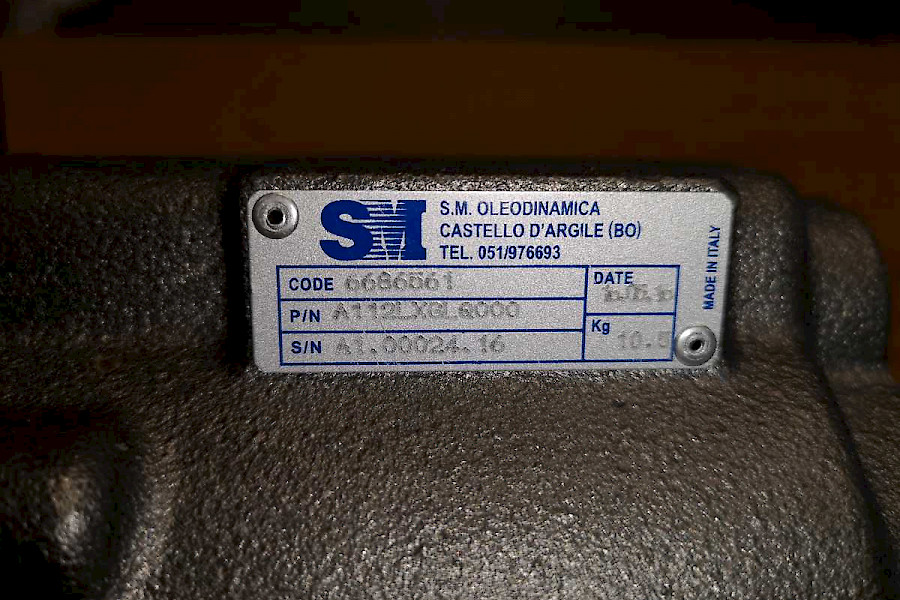 SM
S.M. OLEODINAMICA
CASTELLO D'ARGILE (BO)
TEL. 051/976693
CODE 6686561
P/N A112LXGLG000
S/N A1.00024.16
DATE
Kg 10.5
MADE IN ITALY